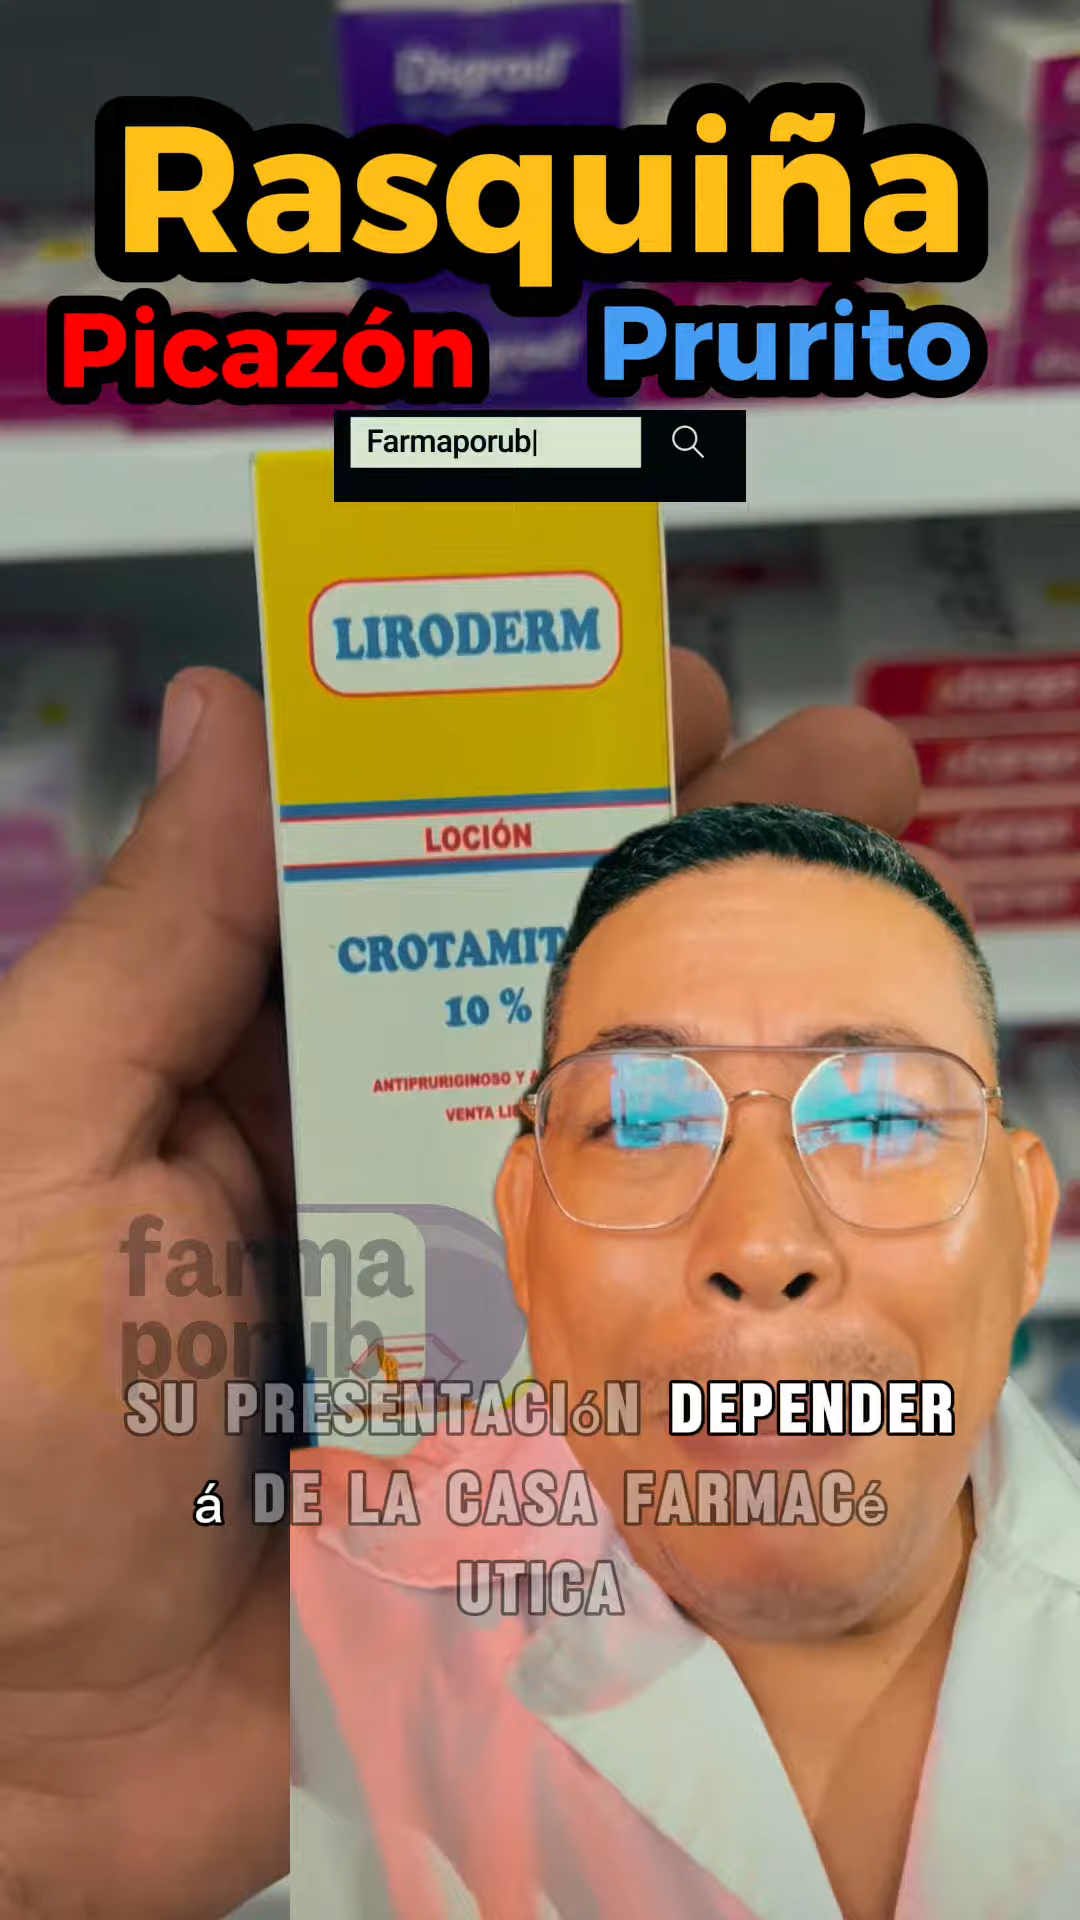 Rasquiña
Picazón Prurito
Farmaporub
LIRODERM
LOCIÓN
CROTAMIT
10 %
ANTIPRURIGINOSO Y
VENTA
farma
porub
SU PRESENTACIóN DEPENDER
á DE LA CASA FARMACé
UTICA